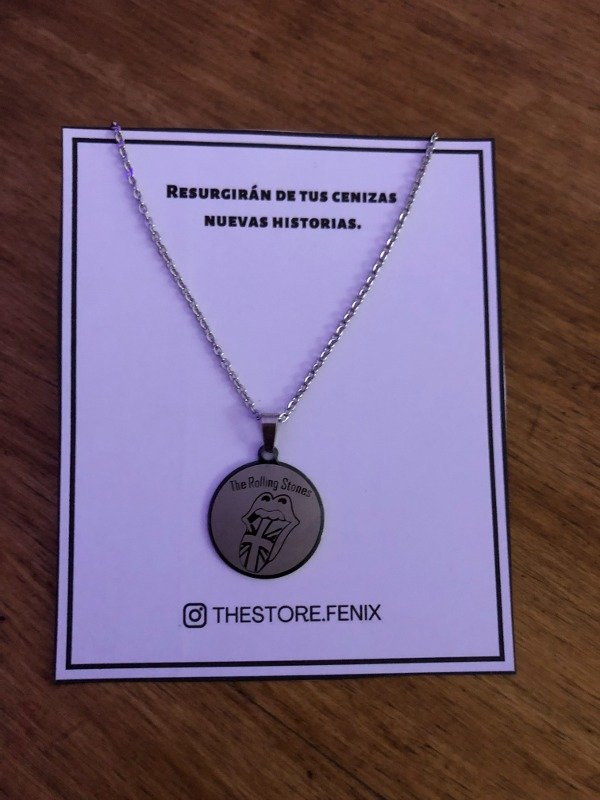 RESURGIRÁN DE TUS CENIZAS
NUEVAS HISTORIAS.
The Rolling Stones
THESTORE.FENIX